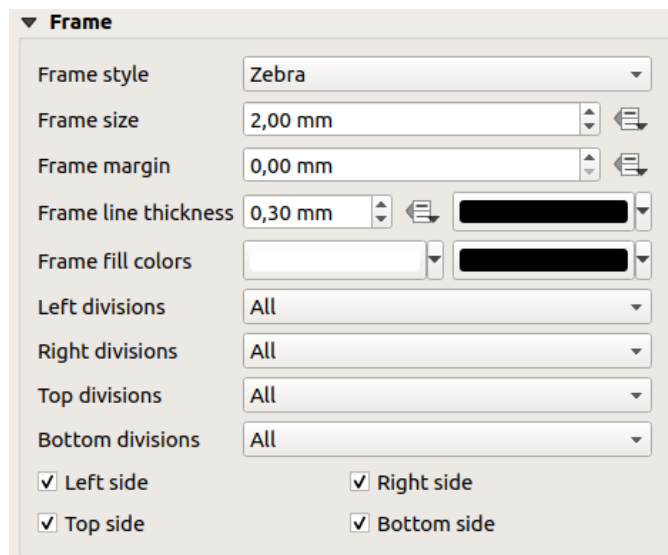 Frame
Frame style Zebra
Frame size 2,00 mm
Frame margin 0,00 mm
Frame line thickness 0,30 mm
Frame fill colors
Left divisions All
Right divisions All
Top divisions All
Bottom divisions All
Left side Right side
Top side Bottom side